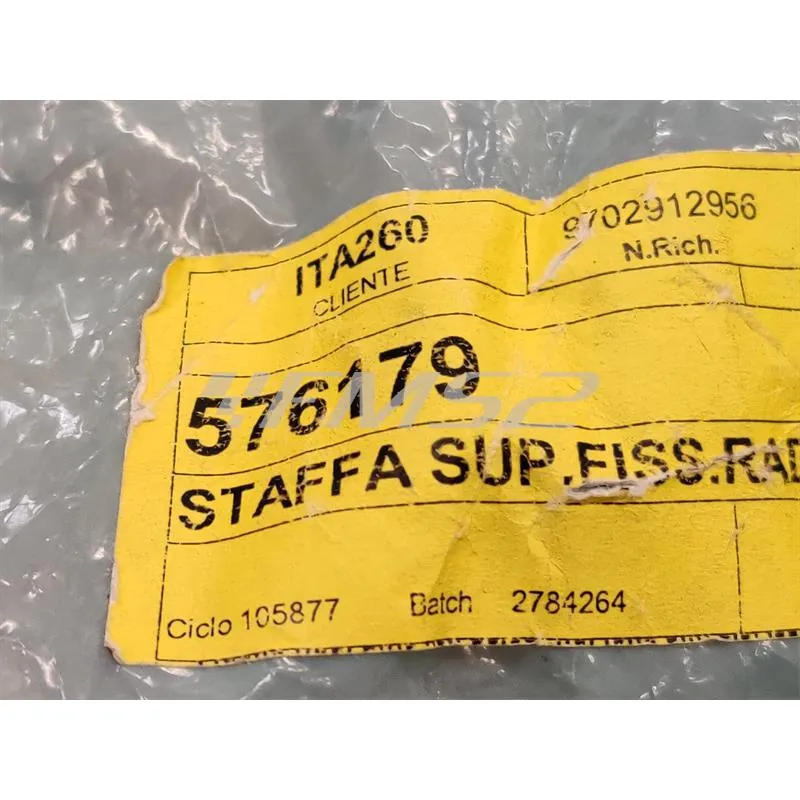 ITA260
CLIENTE
9702912956
N.Rich.
576179
STAFFA SUP.FISS.RAD
Ciclo 105877 Batch 2784264